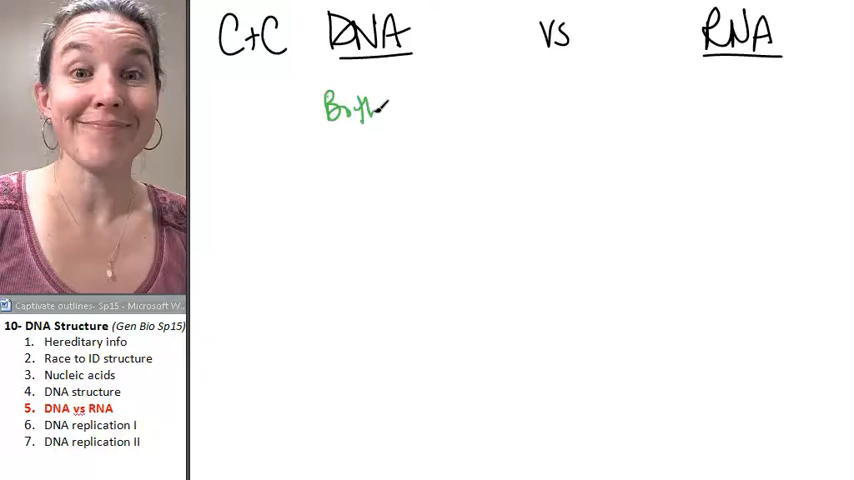 C+C DNA vs RNA
Both
Captivate outlines- Sp15 - Microsoft W..
10- DNA Structure (Gen Bio Sp15)
1. Hereditary info
2. Race to ID structure
3. Nucleic acids
4. DNA structure
5. DNA vs RNA
6. DNA replication I
7. DNA replication II